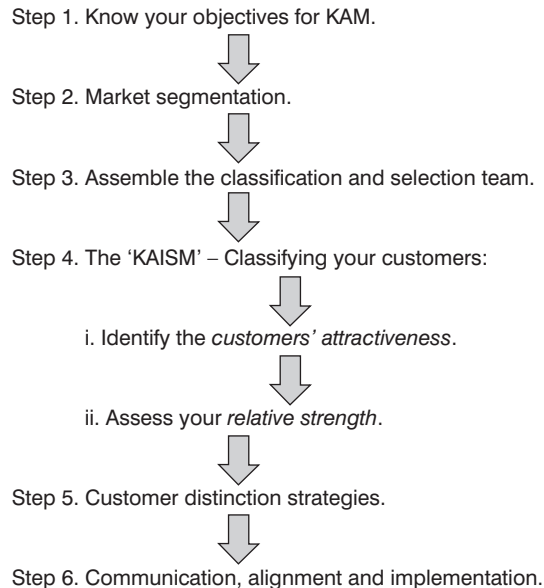 Step 1. Know your objectives for KAM.
Step 2. Market segmentation.
Step 3. Assemble the classification and selection team.
Step 4. The ‘KAISM’ – Classifying your customers:
i. Identify the customers’ attractiveness.
ii. Assess your relative strength.
Step 5. Customer distinction strategies.
Step 6. Communication, alignment and implementation.